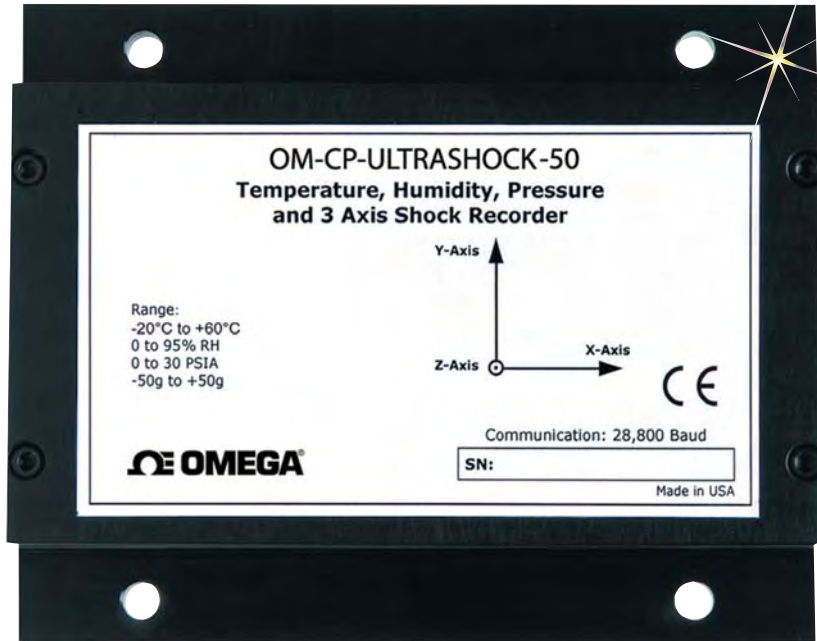 OM-CP-ULTRASHOCK-50
Temperature, Humidity, Pressure
and 3 Axis Shock Recorder
Y-Axis
Range:
-20°C to +60°C
0 to 95% RH
0 to 30 PSIA
-50g to +50g
X-Axis
Z-Axis
CE
Communication: 28,800 Baud
OMEGA®
SN:
Made in USA